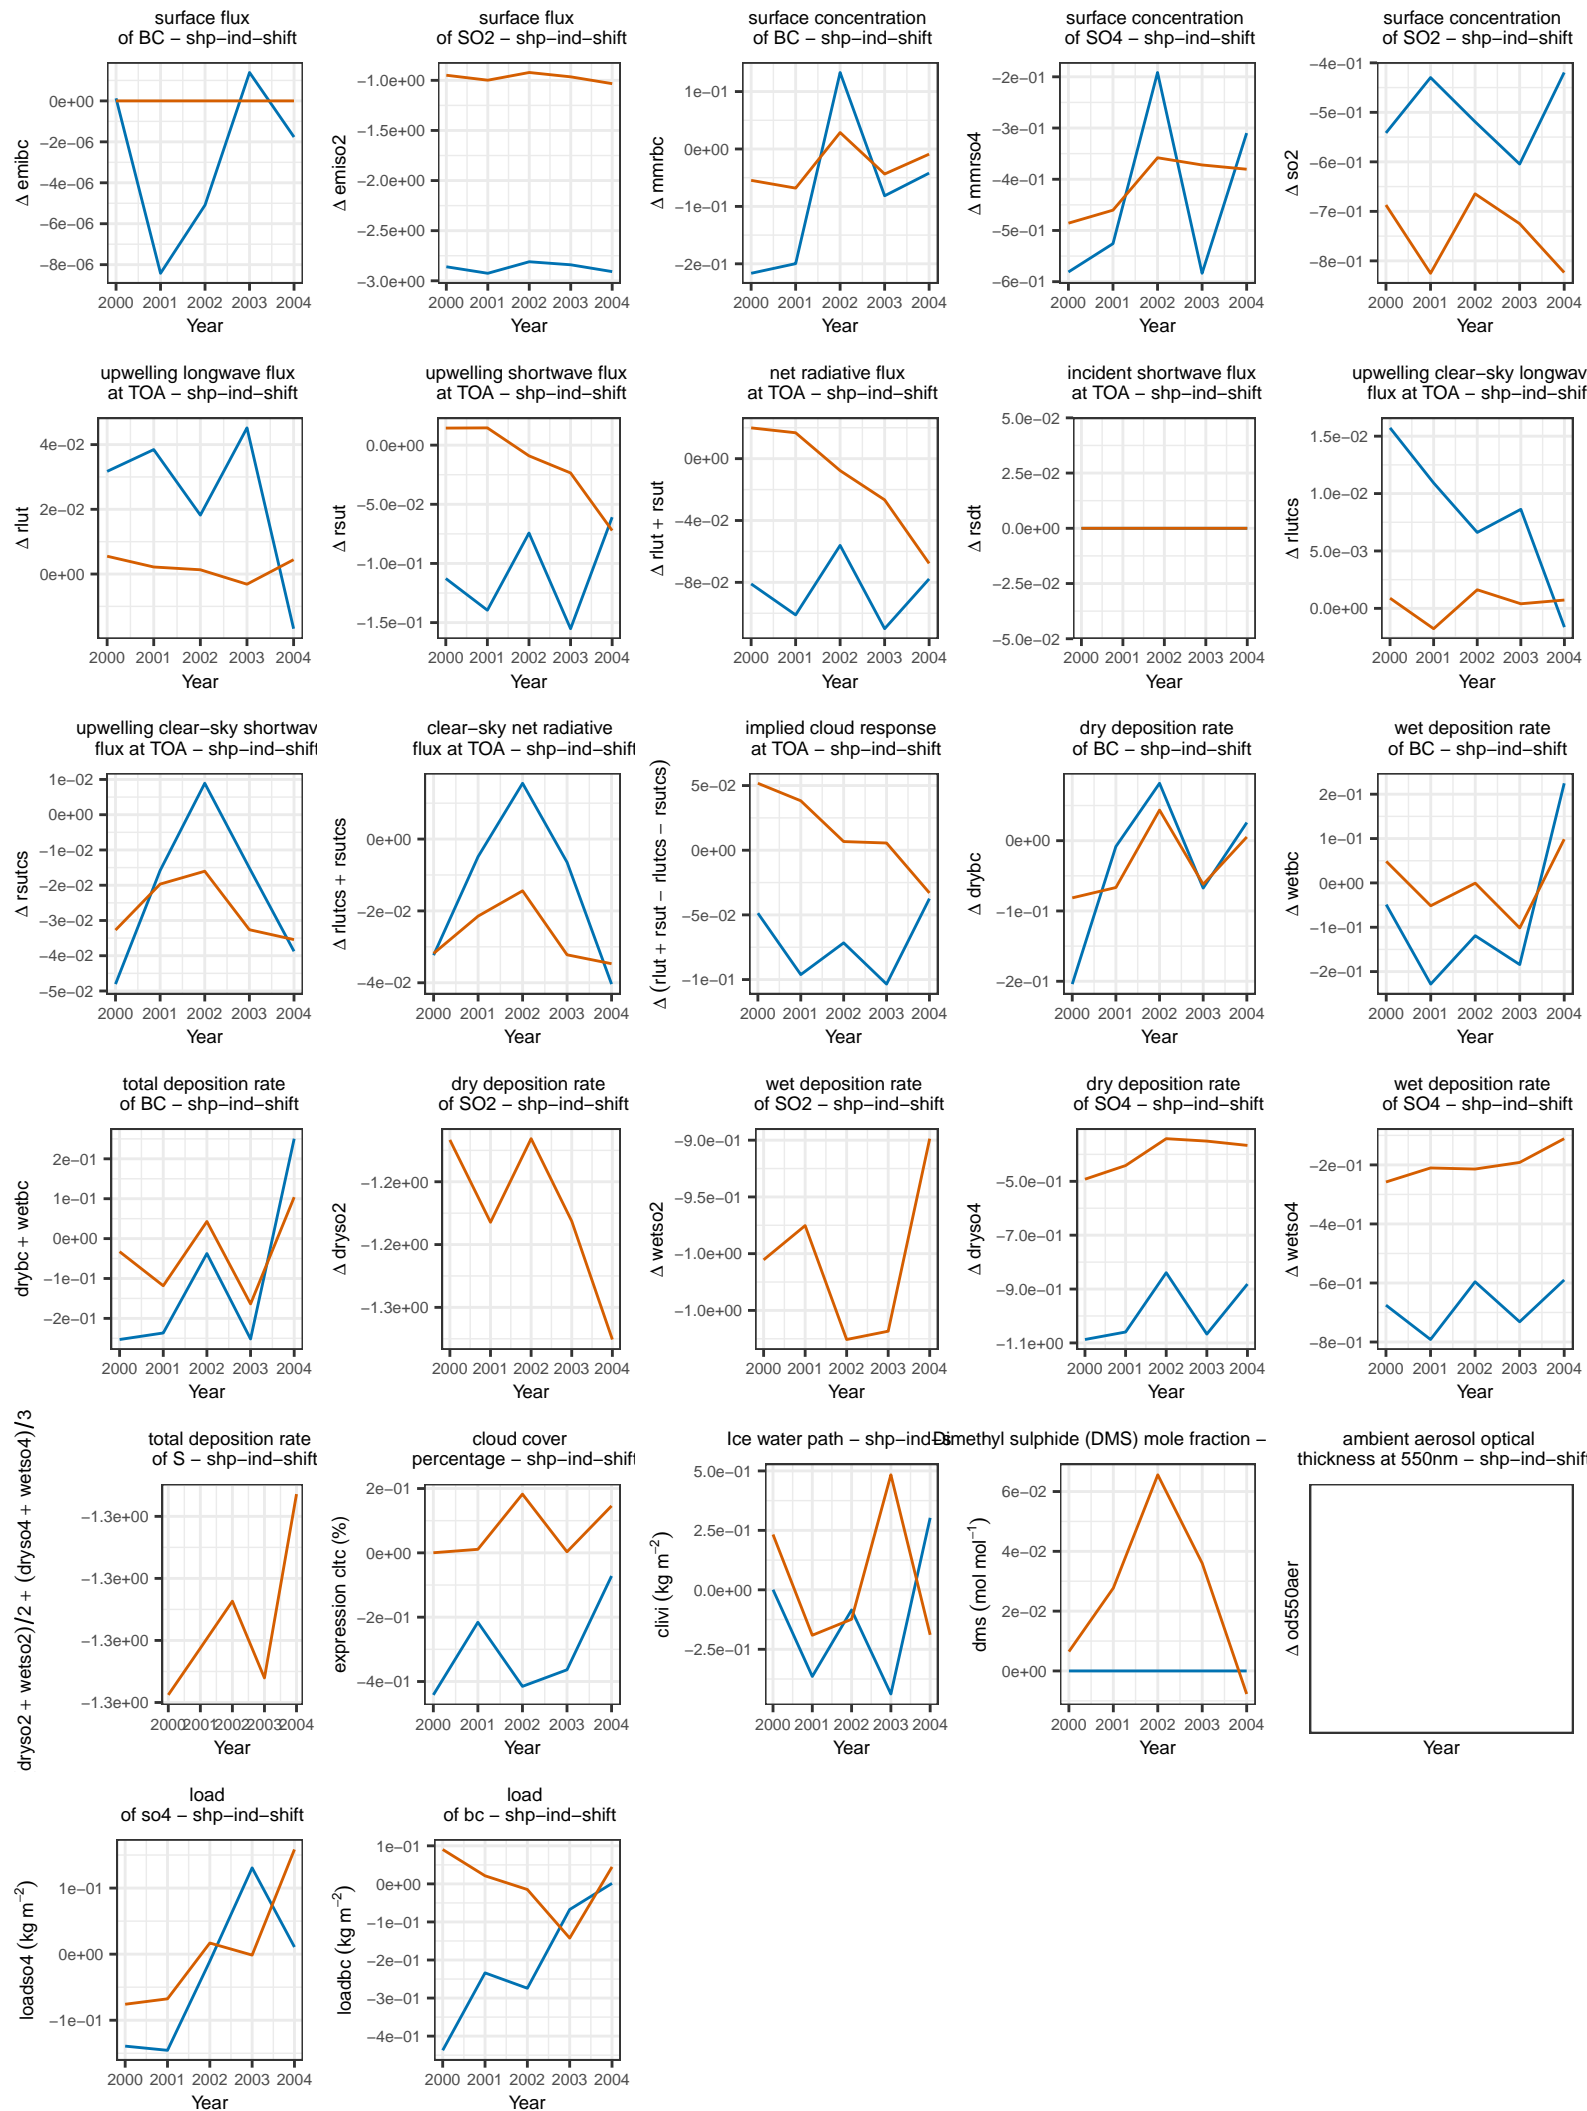 surface flux
of BC − shp−ind−shift
Δ emibc
0e+00
−2e−06
−4e−06
−6e−06
−8e−06
2000 2001 2002 2003 2004
Year
surface flux
of SO2 − shp−ind−shift
Δ emiso2
−1.0e+00
−1.5e+00
−2.0e+00
−2.5e+00
−3.0e+00
2000 2001 2002 2003 2004
Year
surface concentration
of BC − shp−ind−shift
Δ mmrbc
1e−01
0e+00
−1e−01
−2e−01
2000 2001 2002 2003 2004
Year
surface concentration
of SO4 − shp−ind−shift
Δ mmrso4
−2e−01
−3e−01
−4e−01
−5e−01
−6e−01
2000 2001 2002 2003 2004
Year
surface concentration
of SO2 − shp−ind−shift
Δ so2
−4e−01
−5e−01
−6e−01
−7e−01
−8e−01
2000 2001 2002 2003 2004
Year
upwelling longwave flux
at TOA − shp−ind−shift
Δ rlut
4e−02
2e−02
0e+00
2000 2001 2002 2003 2004
Year
upwelling shortwave flux
at TOA − shp−ind−shift
Δ rsut
0.0e+00
−5.0e−02
−1.0e−01
−1.5e−01
2000 2001 2002 2003 2004
Year
net radiative flux
at TOA − shp−ind−shift
Δ rlut + rsut
0e+00
−4e−02
−8e−02
2000 2001 2002 2003 2004
Year
incident shortwave flux
at TOA − shp−ind−shift
Δ rsdt
5.0e−02
2.5e−02
0.0e+00
−2.5e−02
−5.0e−02
2000 2001 2002 2003 2004
Year
upwelling clear−sky longwav
flux at TOA − shp−ind−shif
Δ rlutcs
1.5e−02
1.0e−02
5.0e−03
0.0e+00
2000 2001 2002 2003 2004
Year
upwelling clear−sky shortwav
flux at TOA − shp−ind−shift
Δ rsutcs
1e−02
0e+00
−1e−02
−2e−02
−3e−02
−4e−02
−5e−02
2000 2001 2002 2003 2004
Year
clear−sky net radiative
flux at TOA − shp−ind−shift
Δ rlutcs + rsutcs
0e+00
−2e−02
−4e−02
2000 2001 2002 2003 2004
Year
implied cloud response
at TOA − shp−ind−shift
Δ (rlut + rsut − rlutcs − rsutcs)
5e−02
0e+00
−5e−02
−1e−01
2000 2001 2002 2003 2004
Year
dry deposition rate
of BC − shp−ind−shift
Δ drybc
0e+00
−1e−01
−2e−01
2000 2001 2002 2003 2004
Year
wet deposition rate
of BC − shp−ind−shift
Δ wetbc
2e−01
1e−01
0e+00
−1e−01
−2e−01
2000 2001 2002 2003 2004
Year
total deposition rate
of BC − shp−ind−shift
drybc + wetbc
2e−01
1e−01
0e+00
−1e−01
−2e−01
2000 2001 2002 2003 2004
Year
dry deposition rate
of SO2 − shp−ind−shift
Δ dryso2
−1.2e+00
−1.2e+00
−1.3e+00
2000 2001 2002 2003 2004
Year
wet deposition rate
of SO2 − shp−ind−shift
Δ wetso2
−9.0e−01
−9.5e−01
−1.0e+00
−1.0e+00
2000 2001 2002 2003 2004
Year
dry deposition rate
of SO4 − shp−ind−shift
Δ dryso4
−5.0e−01
−7.0e−01
−9.0e−01
−1.1e+00
2000 2001 2002 2003 2004
Year
wet deposition rate
of SO4 − shp−ind−shift
Δ wetso4
−2e−01
−4e−01
−6e−01
−8e−01
2000 2001 2002 2003 2004
Year
total deposition rate
of S − shp−ind−shift
dryso2 + wetso2)/2 + (dryso4 + wetso4)/3
−1.3e+00
−1.3e+00
−1.3e+00
−1.3e+00
2000 2001 2002 2003 2004
Year
cloud cover
percentage − shp−ind−shift
expression cltc (%)
2e−01
0e+00
−2e−01
−4e−01
2000 2001 2002 2003 2004
Year
Ice water path − shp−ind−s
clivi (kg m−2)
5.0e−01
2.5e−01
0.0e+00
−2.5e−01
2000 2001 2002 2003 2004
Year
Dimethyl sulphide (DMS) mole fraction −
dms (mol mol−1)
6e−02
4e−02
2e−02
0e+00
2000 2001 2002 2003 2004
Year
ambient aerosol optical
thickness at 550nm − shp−ind−shift
Δ od550aer
Year
load
of so4 − shp−ind−shift
loadso4 (kg m−2)
1e−01
0e+00
−1e−01
2000 2001 2002 2003 2004
Year
load
of bc − shp−ind−shift
loadbc (kg m−2)
1e−01
0e+00
−1e−01
−2e−01
−3e−01
−4e−01
2000 2001 2002 2003 2004
Year